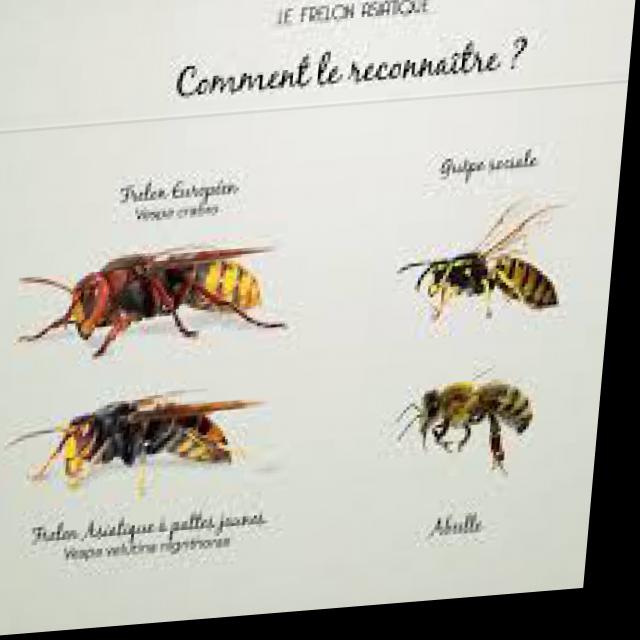 LE FRELON ASIATIQUE
Comment le reconnaître ?
Frelon Européen
Vespa crabro
Guêpe sociale
Frelon Asiatique à pattes jaunes
Vespa velutina nigrithorax
Abeille